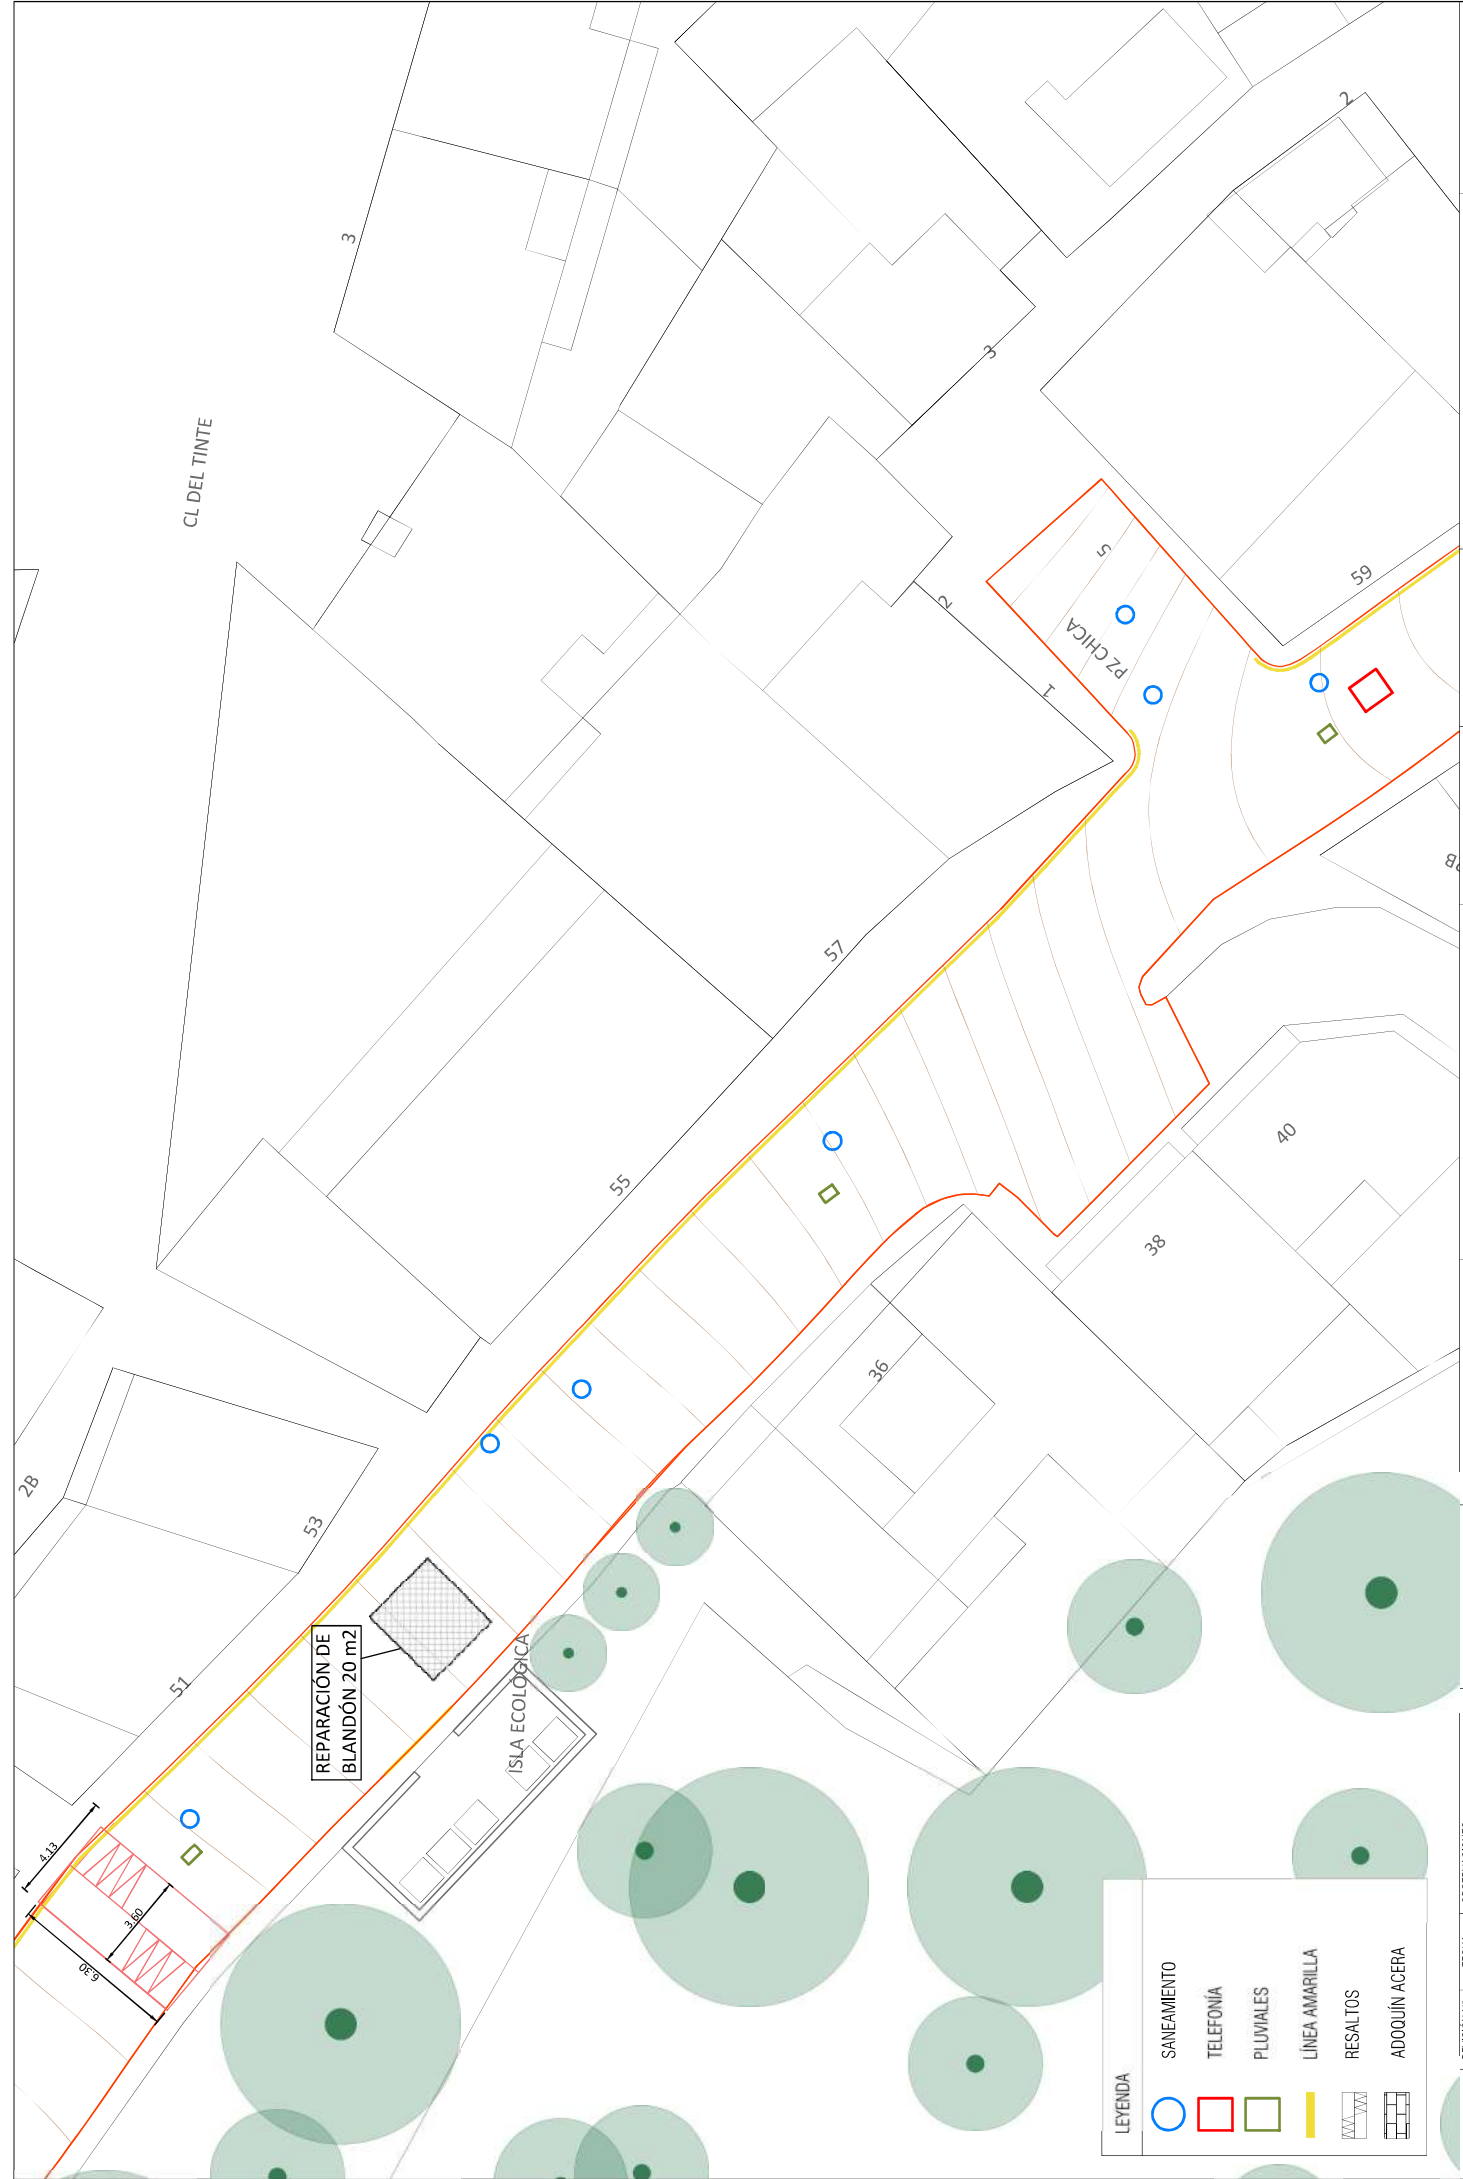 CL DEL TINTE
3
2
3
5
PZ CHICA
59
2
1
57
55
40
38
36
2B
53
51
REPARACIÓN DE
BLANDÓN 20 m2
ISLA ECOLÓGICA
4.13
3.60
6.30
LEYENDA
SANEAMIENTO
TELEFONÍA
PLUVIALES
LÍNEA AMARILLA
RESALTOS
ADOQUÍN ACERA